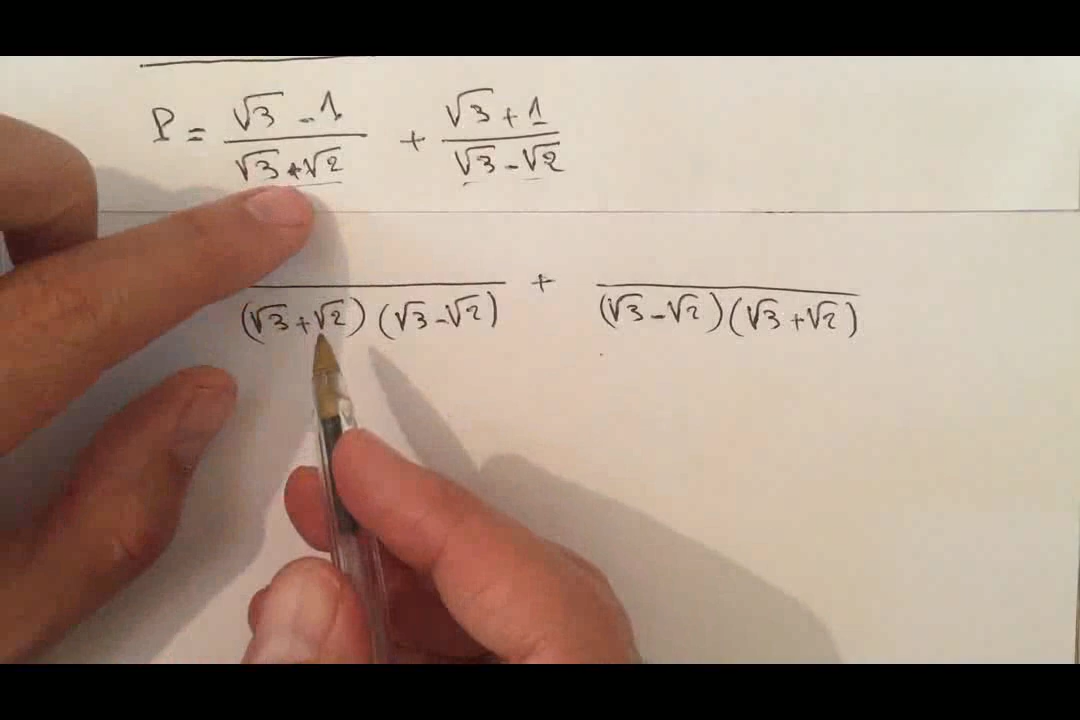 P = (√3 - 1)/(√3 + √2) + (√3 + 1)/(√3 - √2)
/((√3 + √2)(√3 - √2)) + /((√3 - √2)(√3 + √2))